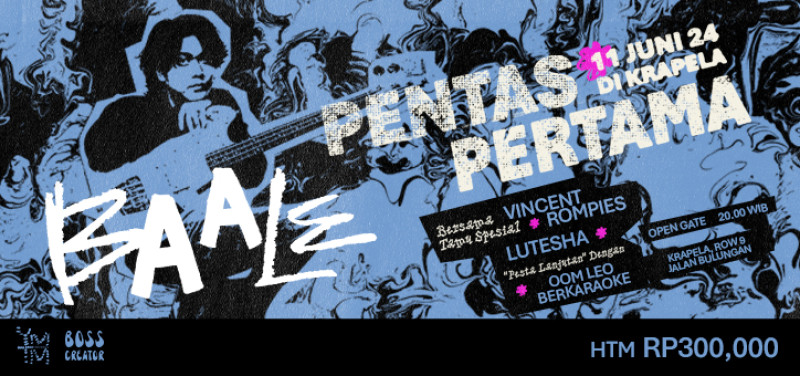 BAALE
PENTAS
PERTAMA
11 JUNI 24
DI KRAPELA
Bersama
Tamu Spesial
VINCENT
ROMPIES
LUTESHA
"Pesta Lanjutan" Dengan
OOM LEO
BERKARAOKE
OPEN GATE 20.00 WIB
KRAPELA, ROW 9
JALAN BULUNGAN
BOSS
CREATOR
HTM RP300,000